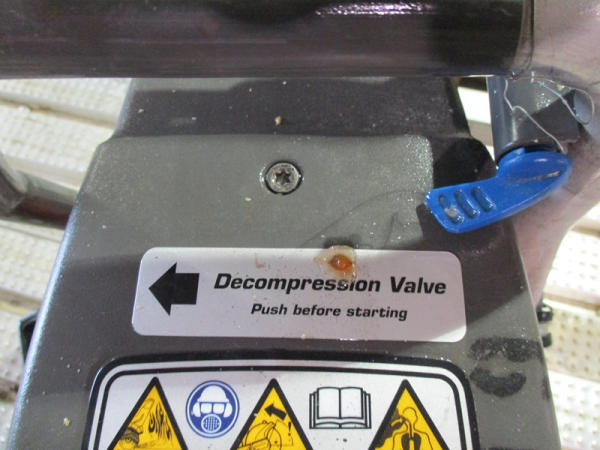 Decompression Valve
Push before starting